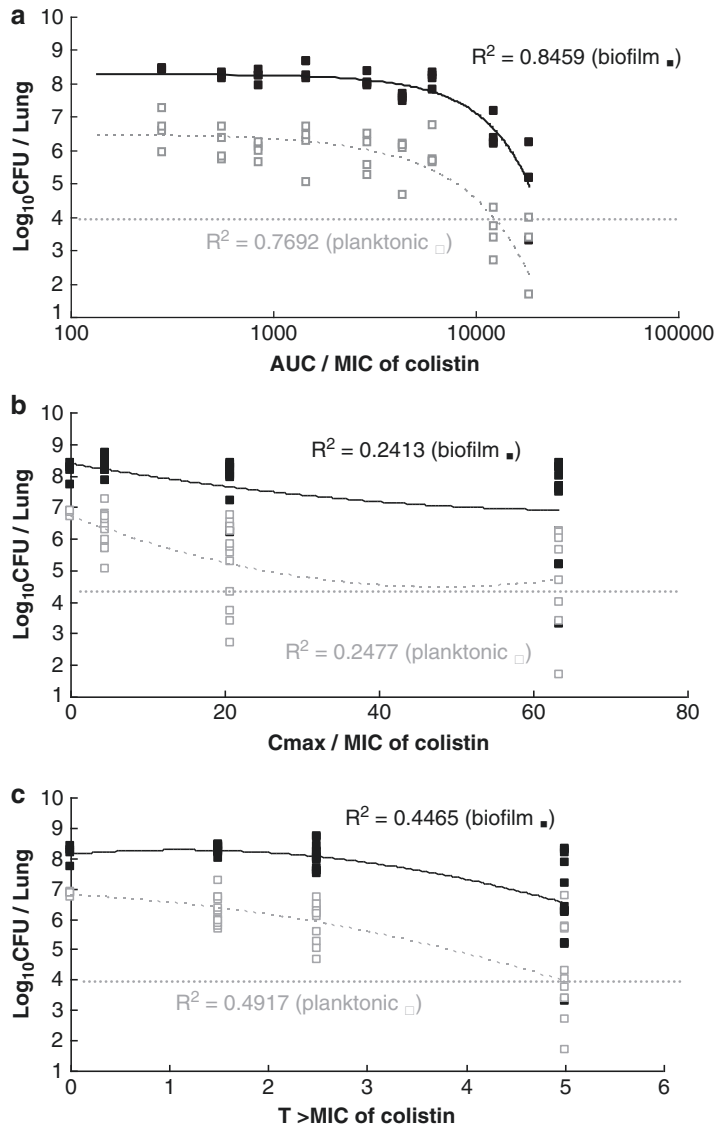 a
10
9
8
7
6
5
4
3
2
1
Log₁₀CFU / Lung
R² = 0.8459 (biofilm ■)
R² = 0.7692 (planktonic □)
100 1000 10000 100000
AUC / MIC of colistin
b
10
9
8
7
6
5
4
3
2
1
Log₁₀CFU / Lung
R² = 0.2413 (biofilm ■)
R² = 0.2477 (planktonic □)
0 20 40 60 80
Cmax / MIC of colistin
c
10
9
8
7
6
5
4
3
2
1
Log₁₀CFU / Lung
R² = 0.4465 (biofilm ■)
R² = 0.4917 (planktonic □)
0 1 2 3 4 5 6
T >MIC of colistin